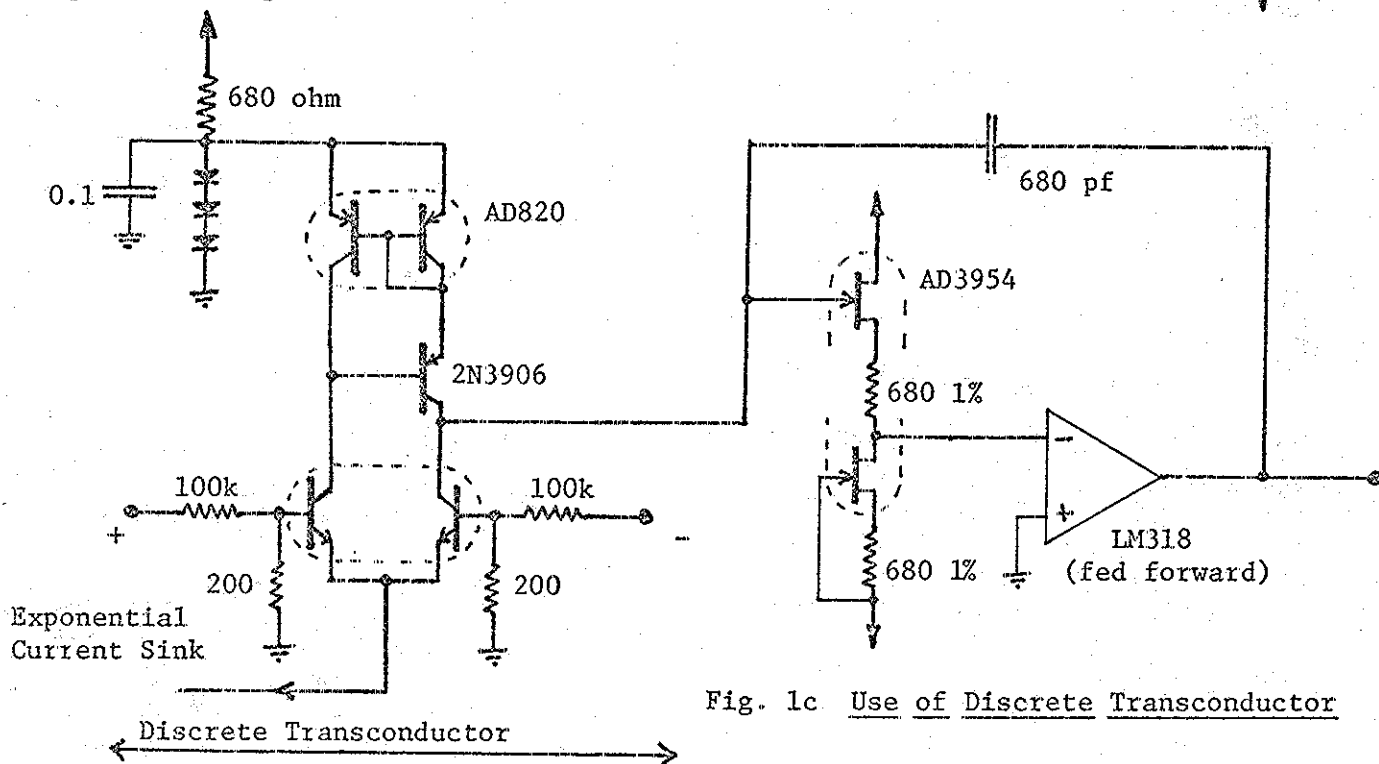 680 ohm
0.1
AD820
680 pf
AD3954
2N3906
680 1%
100k
100k
+
-
-
+
200
200
680 1%
LM318
(fed forward)
Exponential
Current Sink
Fig. 1c Use of Discrete Transconductor
Discrete Transconductor